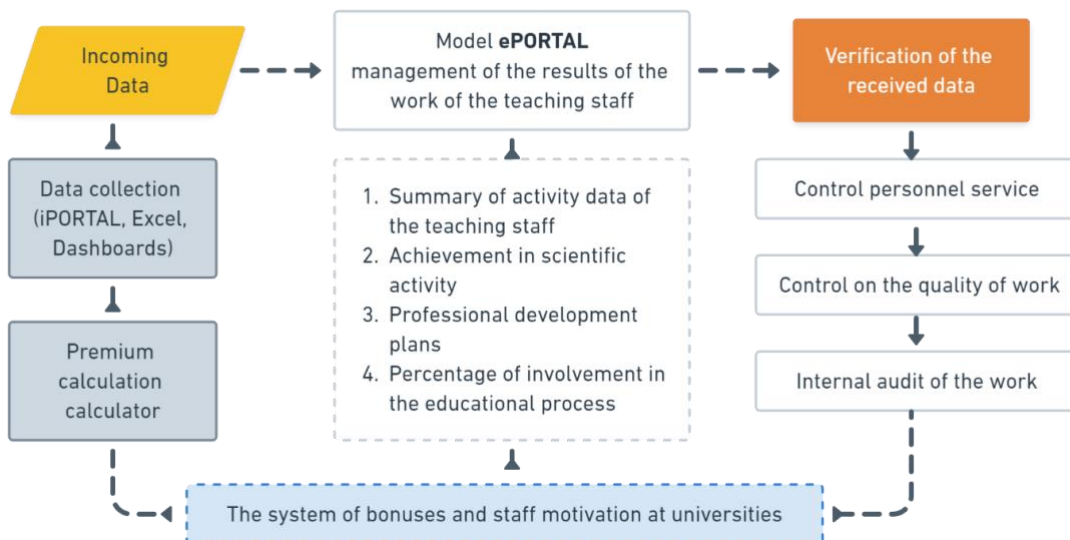 Incoming
Data
Model ePORTAL
management of the results of the
work of the teaching staff
Verification of the
received data
Data collection
(iPORTAL, Excel,
Dashboards)
Premium
calculation
calculator
1. Summary of activity data of
the teaching staff
2. Achievement in scientific
activity
3. Professional development
plans
4. Percentage of involvement in
the educational process
Control personnel service
Control on the quality of work
Internal audit of the work
The system of bonuses and staff motivation at universities